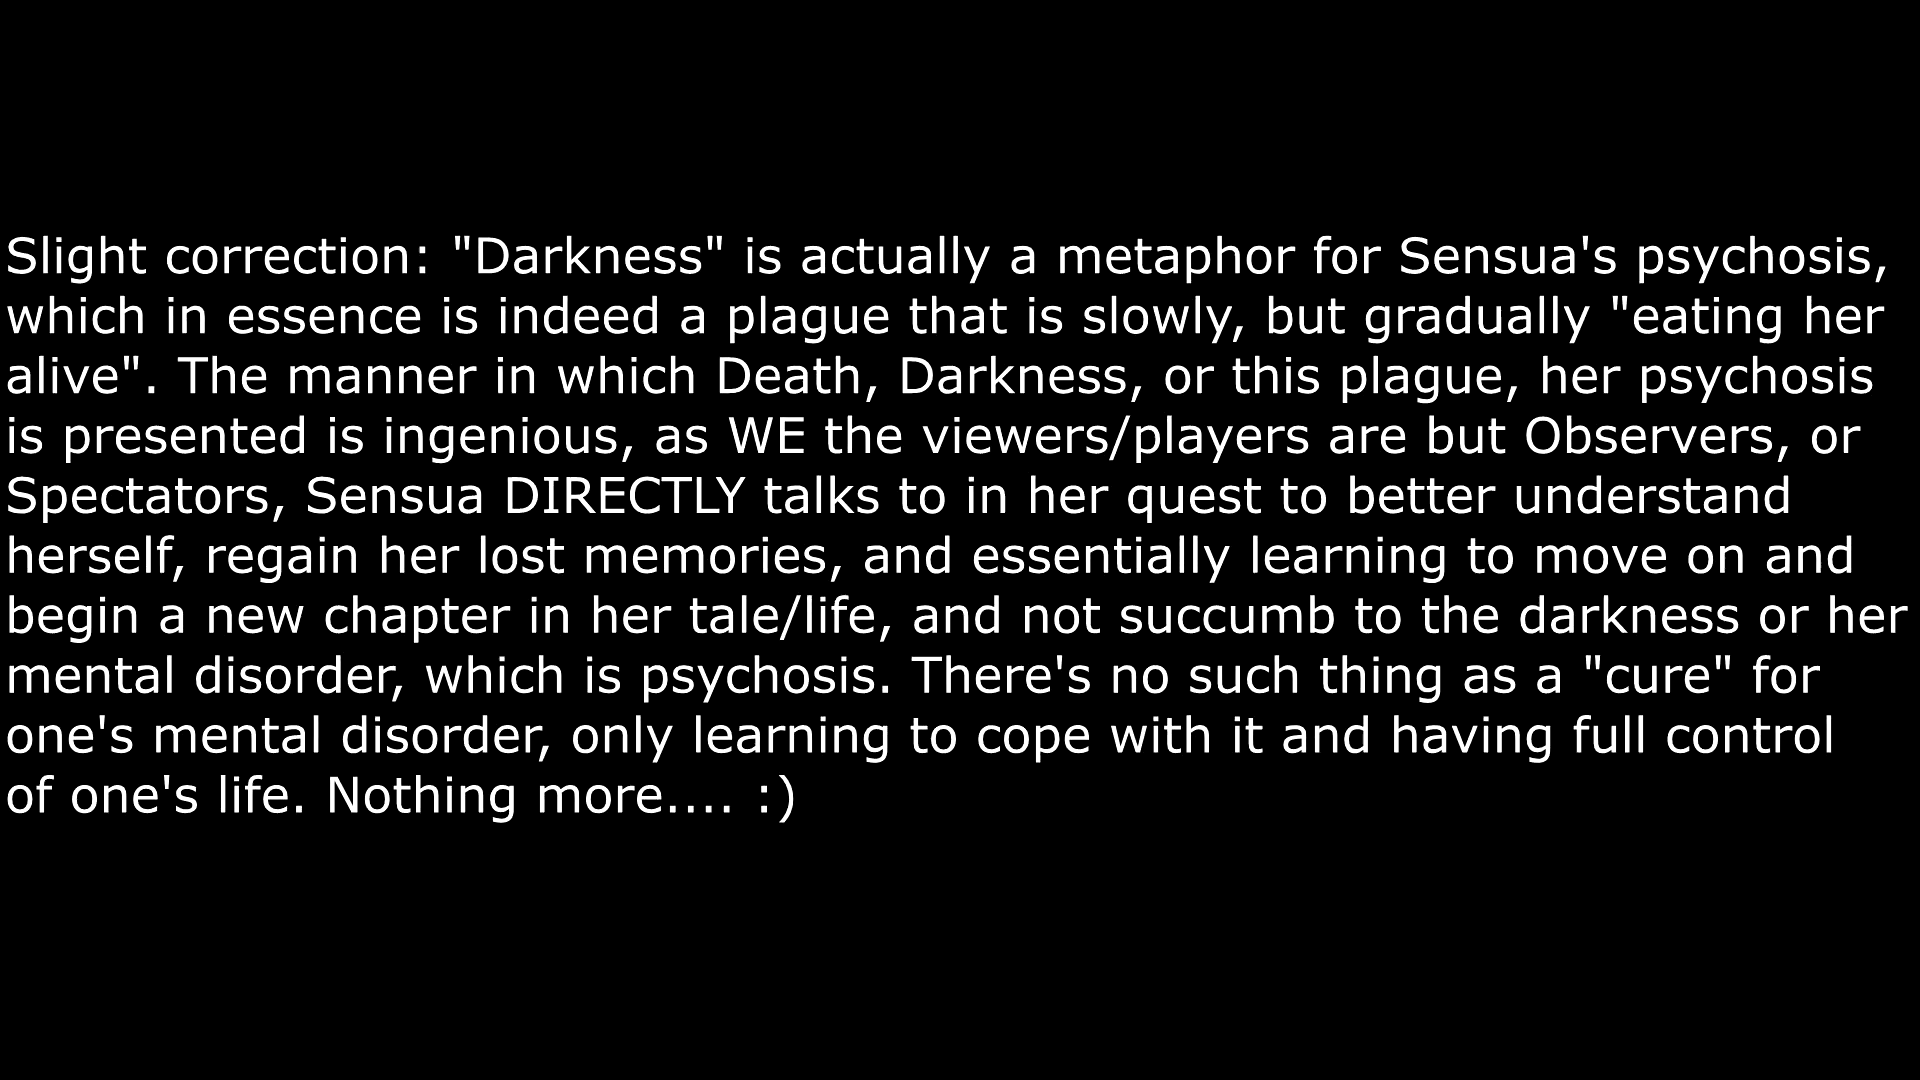 Slight correction: "Darkness" is actually a metaphor for Sensua's psychosis,
which in essence is indeed a plague that is slowly, but gradually "eating her
alive". The manner in which Death, Darkness, or this plague, her psychosis
is presented is ingenious, as WE the viewers/players are but Observers, or
Spectators, Sensua DIRECTLY talks to in her quest to better understand
herself, regain her lost memories, and essentially learning to move on and
begin a new chapter in her tale/life, and not succumb to the darkness or her
mental disorder, which is psychosis. There's no such thing as a "cure" for
one's mental disorder, only learning to cope with it and having full control
of one's life. Nothing more.... :)